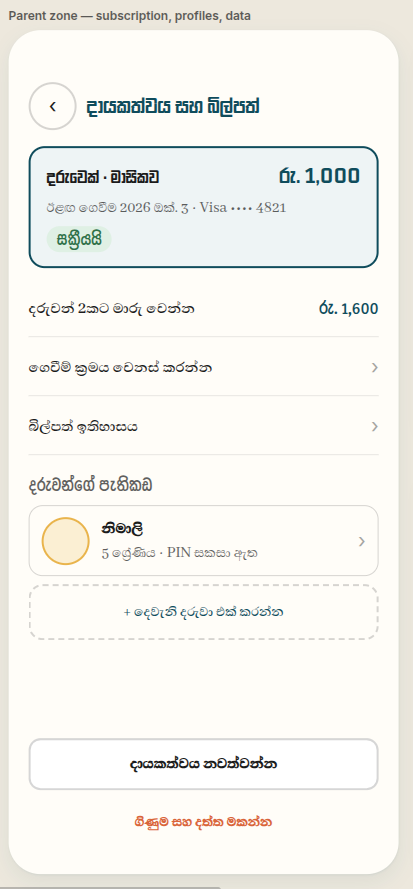 Parent zone — subscription, profiles, data
‹ දායකත්වය සහ බිල්පත්
දරුවෙක් · මාසිකව රු. 1,000
ඊළඟ ගෙවීම 2026 ඔක්. 3 · Visa •••• 4821
සක්‍රීයයි
දරුවන් 2කට මාරු වෙන්න රු. 1,600
ගෙවීම් ක්‍රමය වෙනස් කරන්න ›
බිල්පත් ඉතිහාසය ›
දරුවන්ගේ පැතිකඩ
නිමාලි
5 ශ්‍රේණිය · PIN සකසා ඇත ›
+ දෙවැනි දරුවා එක් කරන්න
දායකත්වය නවත්වන්න
ගිණුම සහ දත්ත මකන්න